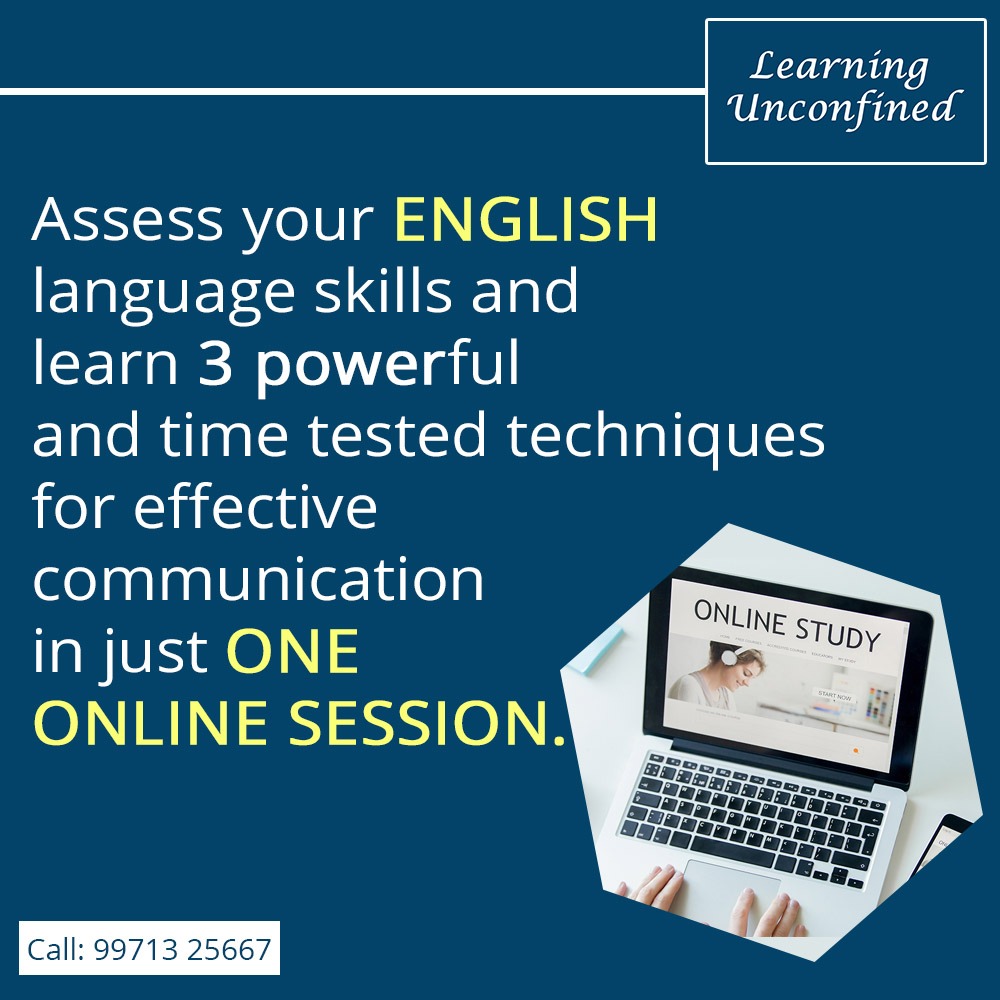 Learning
Unconfined
Assess your ENGLISH
language skills and
learn 3 powerful
and time tested techniques
for effective
communication
in just ONE
ONLINE SESSION.
ONLINE STUDY
START NOW
Call: 99713 25667